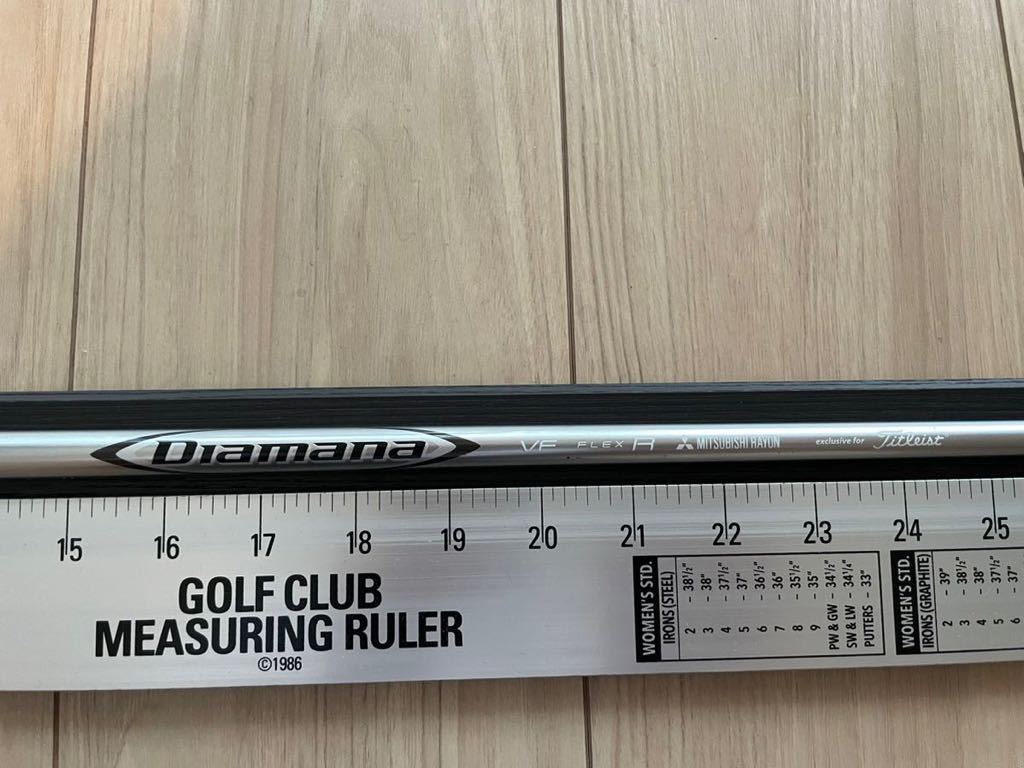 Diamana VF FLEX R MITSUBISHI RAYON exclusive for Titleist
15 16 17 18 19 20 21 22 23 24 25
GOLF CLUB
MEASURING RULER
©1986
WOMEN'S STD.
IRONS (STEEL)
2 - 38½"
3 - 38"
4 - 37½"
5 - 37"
6 - 36½"
7 - 36"
8 - 35½"
9 - 35"
PW & GW - 34½"
SW & LW - 34¼"
PUTTERS - 33"
WOMEN'S STD.
IRONS (GRAPHITE)
2 - 39"
3 - 38½"
4 - 38"
5 - 37½"
6 - 37"